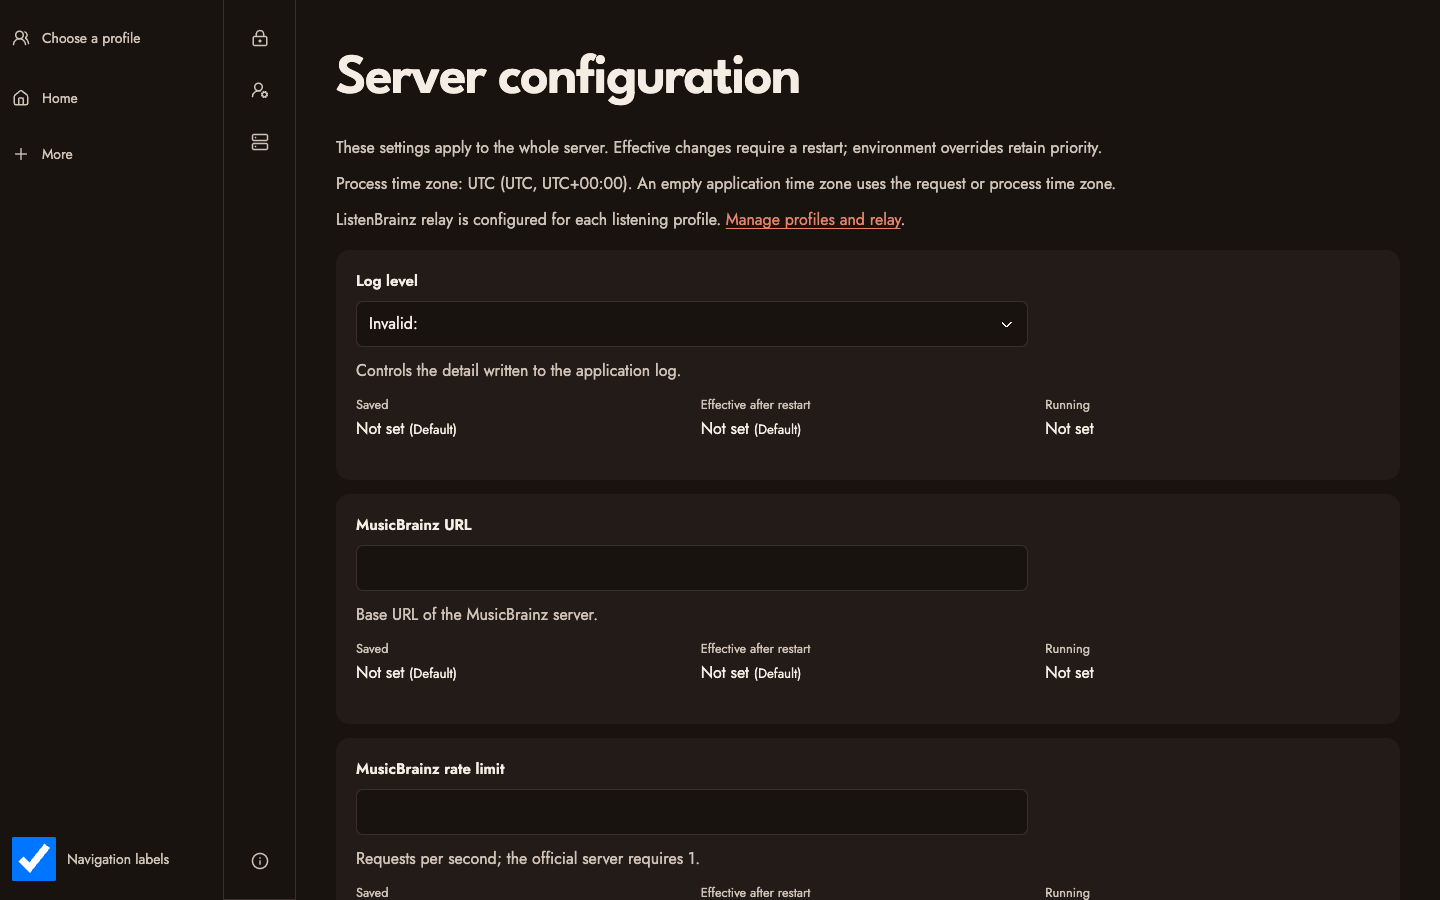 Choose a profile
Home
More
Navigation labels
Server configuration
These settings apply to the whole server. Effective changes require a restart; environment overrides retain priority.
Process time zone: UTC (UTC, UTC+00:00). An empty application time zone uses the request or process time zone.
ListenBrainz relay is configured for each listening profile. Manage profiles and relay.
Log level
Invalid:
Controls the detail written to the application log.
Saved Effective after restart Running
Not set (Default) Not set (Default) Not set
MusicBrainz URL
Base URL of the MusicBrainz server.
Saved Effective after restart Running
Not set (Default) Not set (Default) Not set
MusicBrainz rate limit
Requests per second; the official server requires 1.
Saved Effective after restart Running